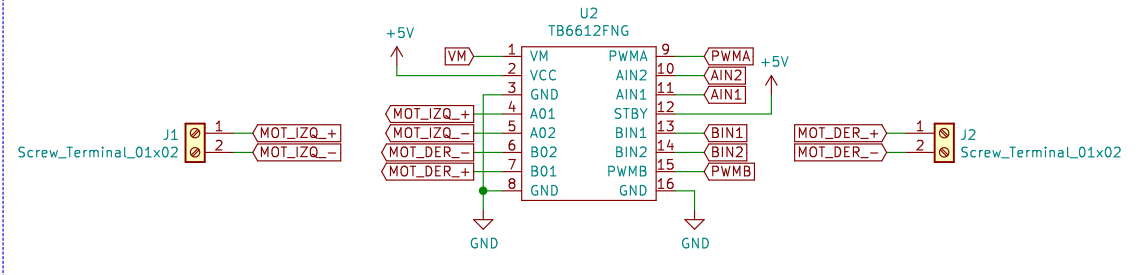 U2
TB6612FNG
+5V
+5V
VM
1 VM PWMA 9 PWMA
2 VCC AIN2 10 AIN2
3 GND AIN1 11 AIN1
MOT_IZQ_+ 4 A01 STBY 12
J1 1 MOT_IZQ_+ MOT_IZQ_- 5 A02 BIN1 13 BIN1 MOT_DER_+ 1 J2
Screw_Terminal_01x02 2 MOT_IZQ_- MOT_DER_- 6 B02 BIN2 14 BIN2 MOT_DER_- 2 Screw_Terminal_01x02
MOT_DER_+ 7 B01 PWMB 15 PWMB
8 GND GND 16
GND GND